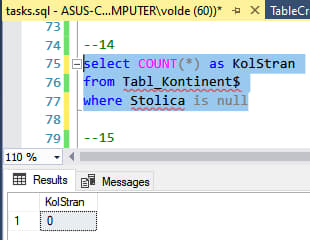 tasks.sql - ASUS-C...MPUTER\volde (60))*
TableCr
73
74 --14
75 select COUNT(*) as KolStran
76 from Tabl_Kontinent$
77 where Stolica is null
78
79 --15
110 %
Results Messages
KolStran
1 0